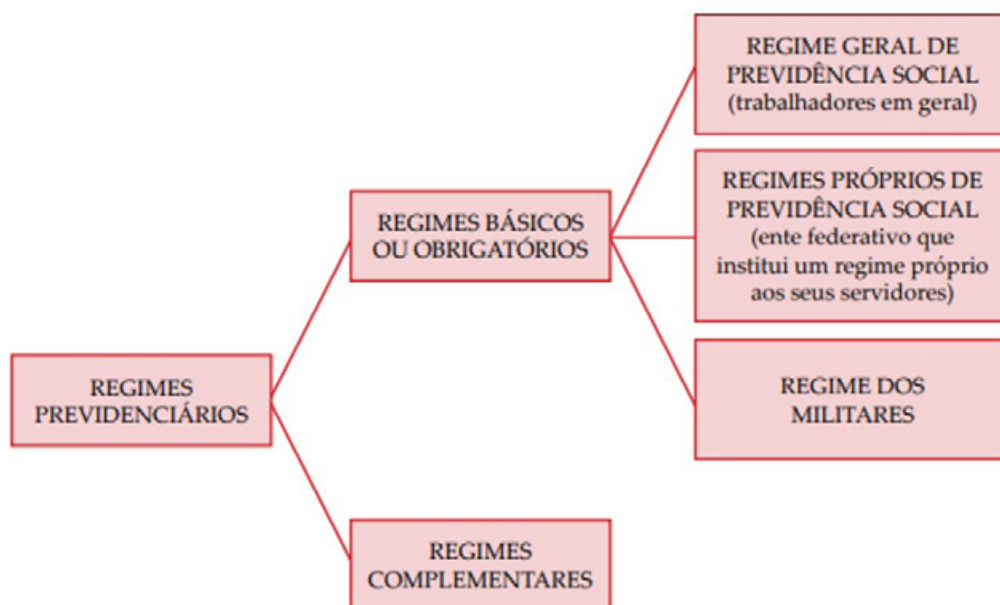 REGIMES
PREVIDENCIÁRIOS
REGIMES BÁSICOS
OU OBRIGATÓRIOS
REGIME GERAL DE
PREVIDÊNCIA SOCIAL
(trabalhadores em geral)
REGIMES PRÓPRIOS DE
PREVIDÊNCIA SOCIAL
(ente federativo que
institui um regime próprio
aos seus servidores)
REGIME DOS
MILITARES
REGIMES
COMPLEMENTARES